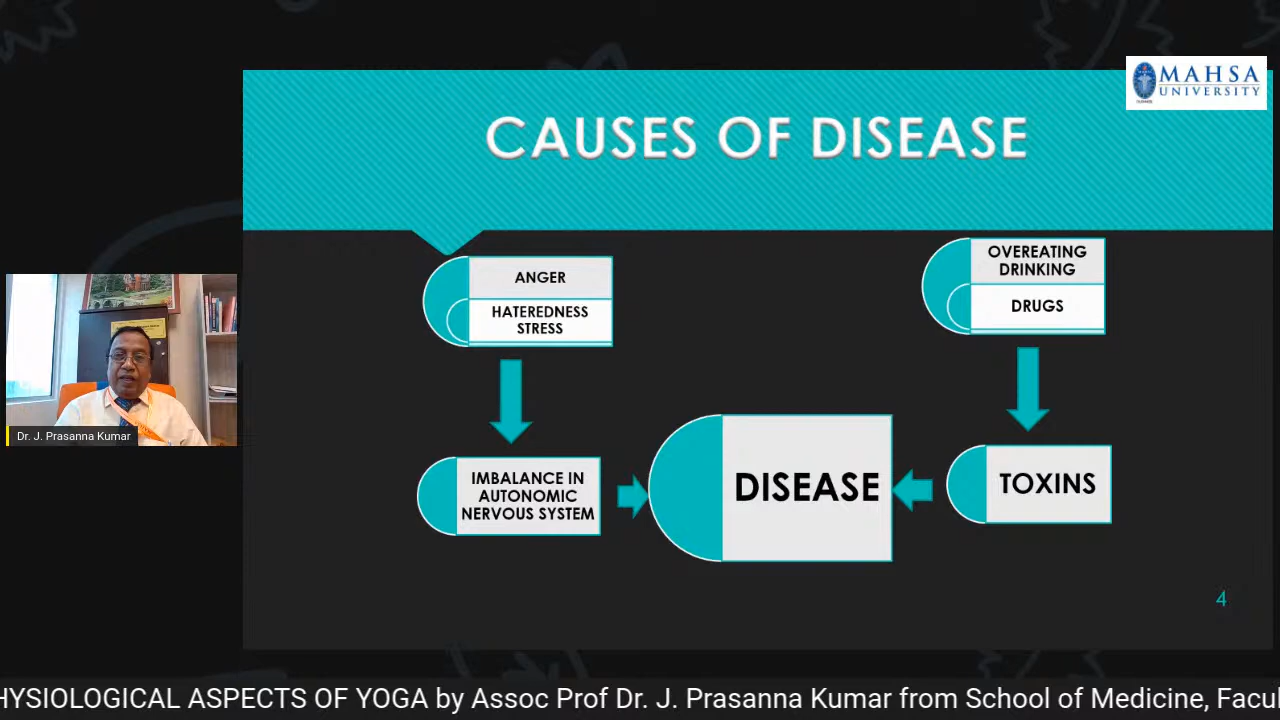 MAHSA
UNIVERSITY
CAUSES OF DISEASE
ANGER
HATEREDNESS
STRESS
OVEREATING
DRINKING
DRUGS
IMBALANCE IN
AUTONOMIC
NERVOUS SYSTEM
DISEASE
TOXINS
4
Dr. J. Prasanna Kumar
HYSIOLOGICAL ASPECTS OF YOGA by Assoc Prof Dr. J. Prasanna Kumar from School of Medicine, Facul